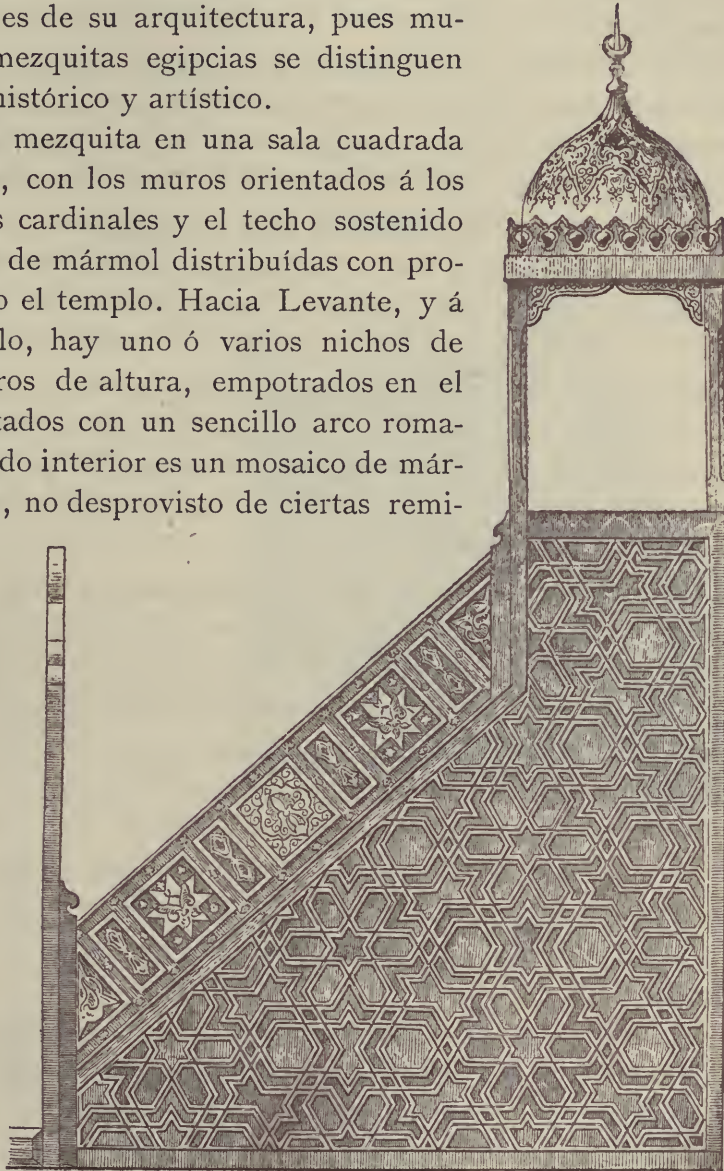 es de su arquitectura, pues mu-
mezquitas egipcias se distinguen
histórico y artístico.
mezquita en una sala cuadrada
, con los muros orientados á los
s cardinales y el techo sostenido
de mármol distribuídas con pro-
o el templo. Hacia Levante, y á
lo, hay uno ó varios nichos de
ros de altura, empotrados en el
tados con un sencillo arco roma-
do interior es un mosaico de már-
, no desprovisto de ciertas remi-